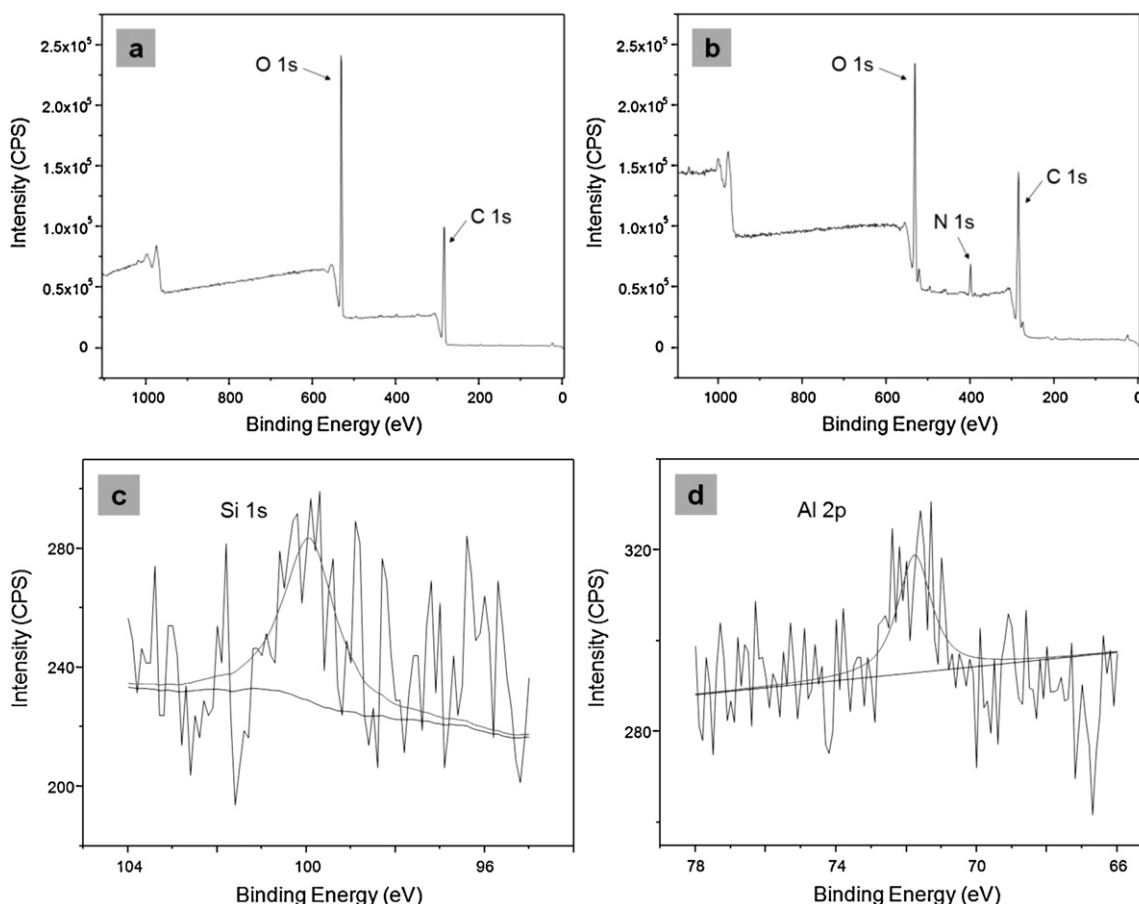 a
O 1s
C 1s
2.5x10⁵
2.0x10⁵
1.5x10⁵
1.0x10⁵
0.5x10⁵
0
Intensity (CPS)
1000 800 600 400 200 0
Binding Energy (eV)
b
O 1s
C 1s
N 1s
2.5x10⁵
2.0x10⁵
1.5x10⁵
1.0x10⁵
0.5x10⁵
0
Intensity (CPS)
1000 800 600 400 200 0
Binding Energy (eV)
c
Si 1s
280
240
200
Intensity (CPS)
104 100 96
Binding Energy (eV)
d
Al 2p
320
280
Intensity (CPS)
78 74 70 66
Binding Energy (eV)